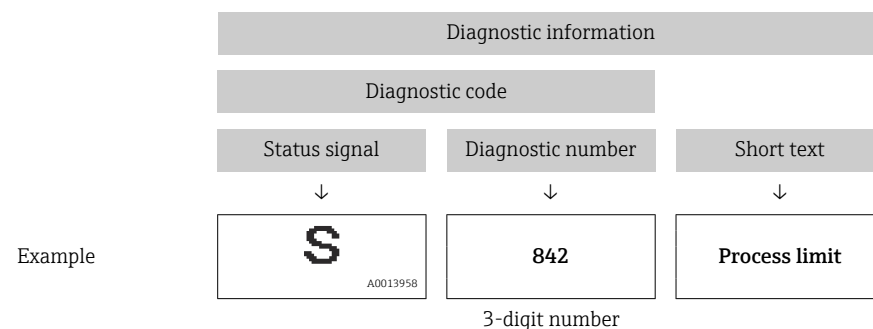 Diagnostic information
Diagnostic code
Status signal Diagnostic number Short text
↓ ↓ ↓
Example S 842 Process limit
A0013958
3-digit number